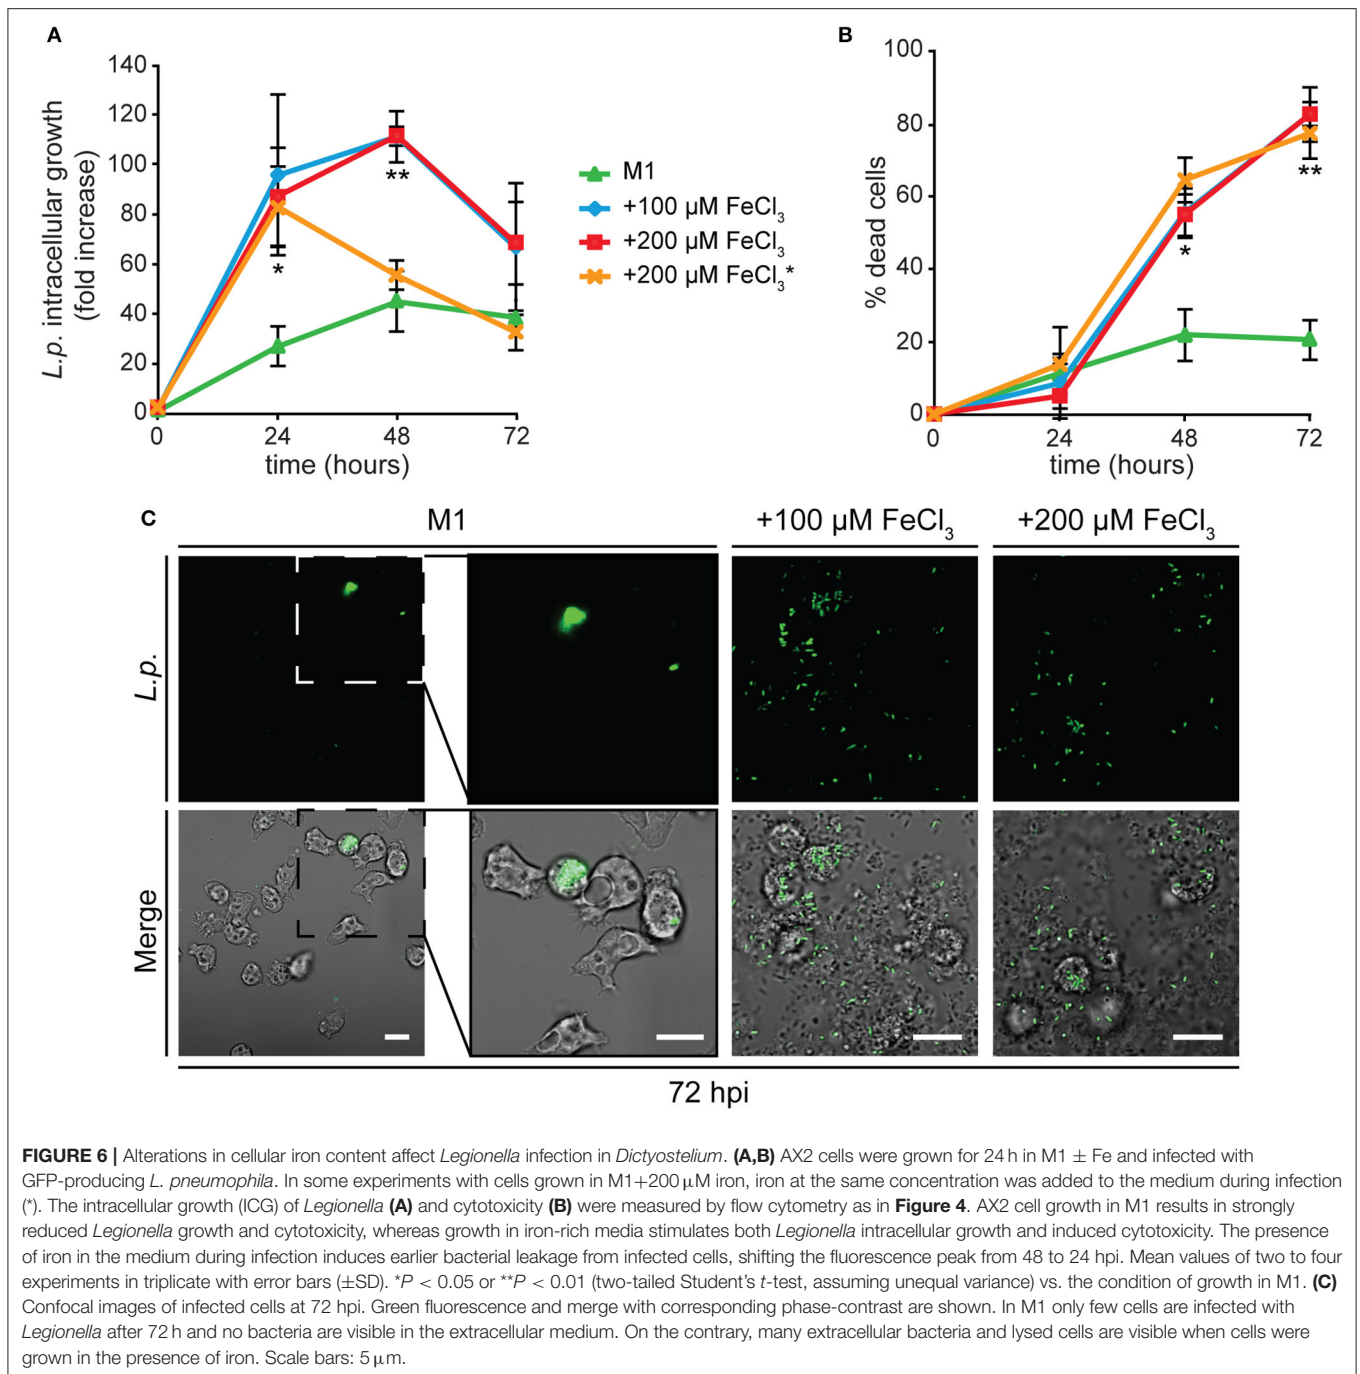 A
L.p. intracellular growth
(fold increase)
140
120
100
80
60
40
20
0
**
*
0 24 48 72
time (hours)
M1
+100 µM FeCl3
+200 µM FeCl3
+200 µM FeCl3*
B
% dead cells
100
80
60
40
20
0
**
*
0 24 48 72
time (hours)
C
M1 +100 µM FeCl3 +200 µM FeCl3
L.p.
Merge
72 hpi
FIGURE 6 | Alterations in cellular iron content affect Legionella infection in Dictyostelium. (A,B) AX2 cells were grown for 24 h in M1 ± Fe and infected with
GFP-producing L. pneumophila. In some experiments with cells grown in M1+200 µM iron, iron at the same concentration was added to the medium during infection
(*). The intracellular growth (ICG) of Legionella (A) and cytotoxicity (B) were measured by flow cytometry as in Figure 4. AX2 cell growth in M1 results in strongly
reduced Legionella growth and cytotoxicity, whereas growth in iron-rich media stimulates both Legionella intracellular growth and induced cytotoxicity. The presence
of iron in the medium during infection induces earlier bacterial leakage from infected cells, shifting the fluorescence peak from 48 to 24 hpi. Mean values of two to four
experiments in triplicate with error bars (±SD). *P < 0.05 or **P < 0.01 (two-tailed Student's t-test, assuming unequal variance) vs. the condition of growth in M1. (C)
Confocal images of infected cells at 72 hpi. Green fluorescence and merge with corresponding phase-contrast are shown. In M1 only few cells are infected with
Legionella after 72 h and no bacteria are visible in the extracellular medium. On the contrary, many extracellular bacteria and lysed cells are visible when cells were
grown in the presence of iron. Scale bars: 5 µm.